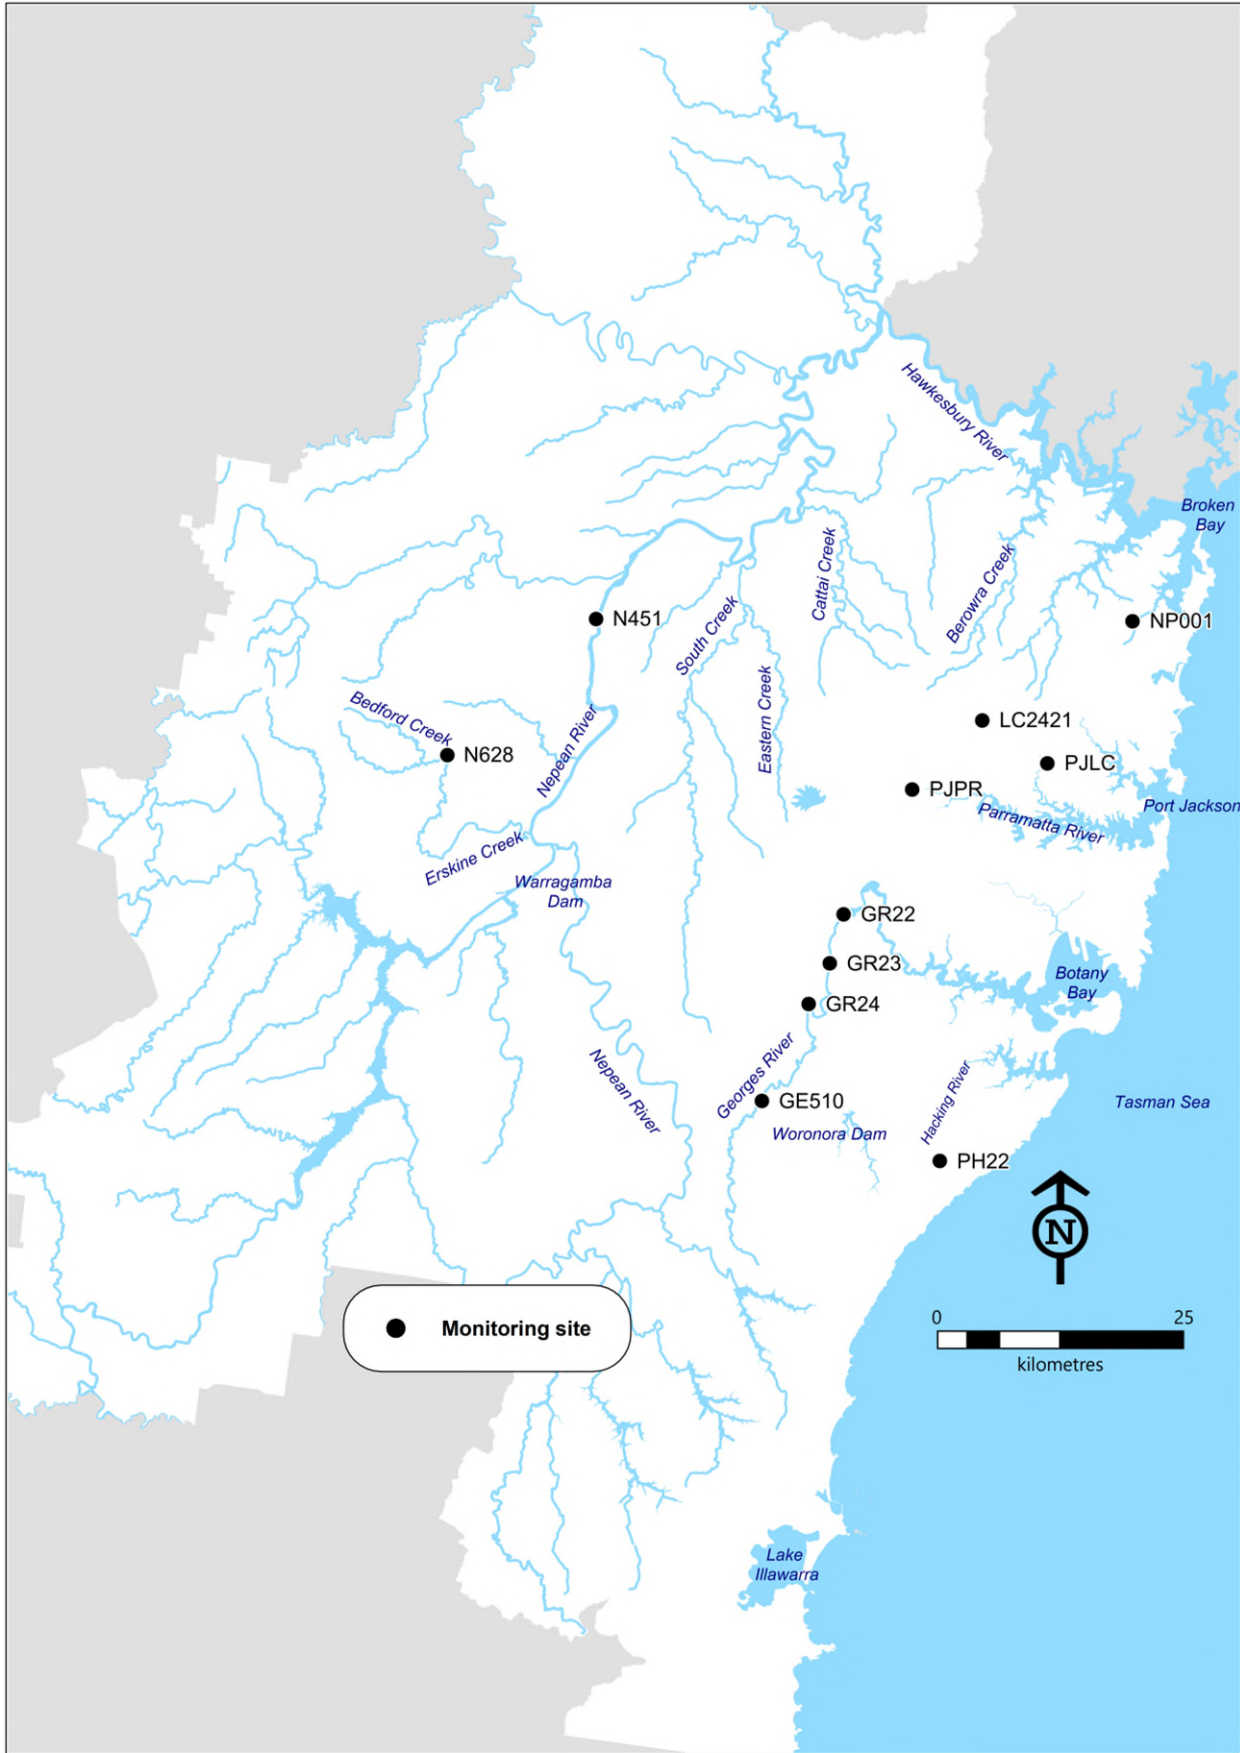 Hawkesbury River
Broken
Bay
Cattai Creek
Berowra Creek
N451
South Creek
NP001
Eastern Creek
Bedford Creek
N628
Nepean River
LC2421
PJLC
PJPR
Port Jackson
Parramatta River
Erskine Creek
Warragamba
Dam
GR22
GR23
Botany
Bay
GR24
Georges River
Nepean River
GE510
Hacking River
Tasman Sea
Woronora Dam
PH22
N
0
25
kilometres
Monitoring site
Lake
Illawarra